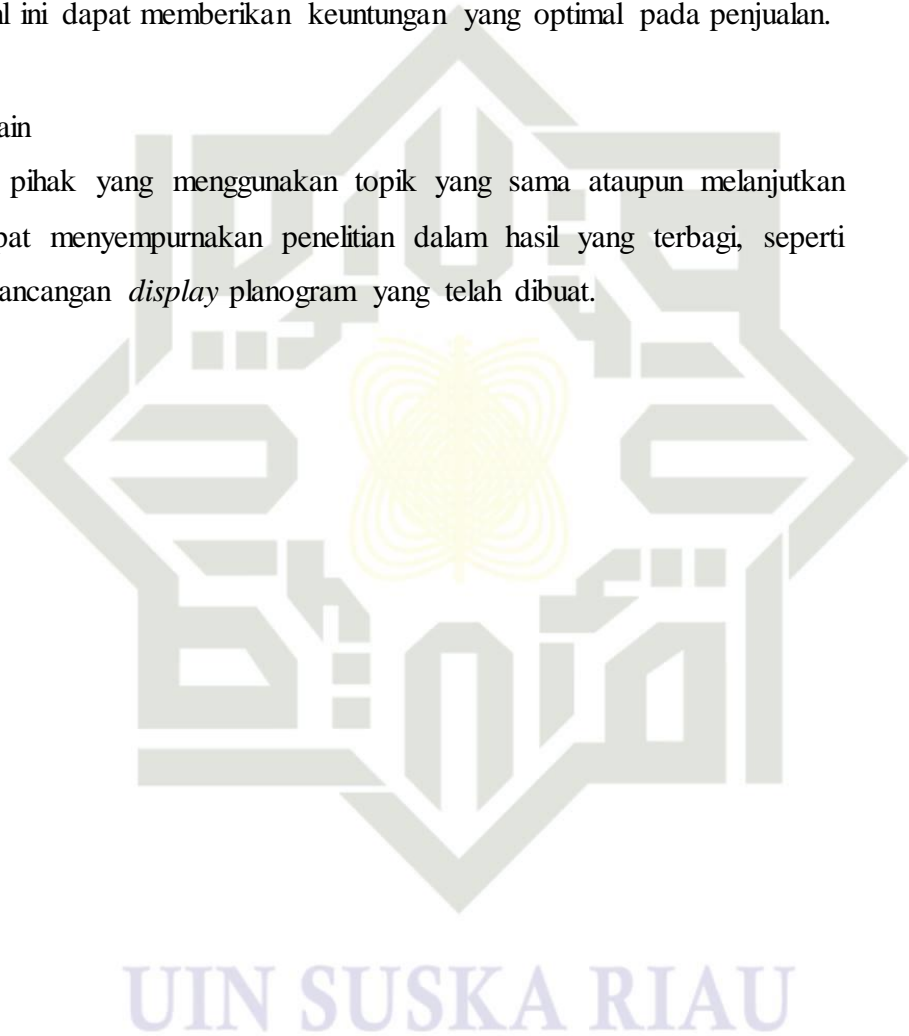 l ini dapat memberikan keuntungan yang optimal pada penjualan.
ain
pihak yang menggunakan topik yang sama ataupun melanjutkan
pat menyempurnakan penelitian dalam hasil yang terbagi, seperti
ancangan display planogram yang telah dibuat.
UIN SUSKA RIAU